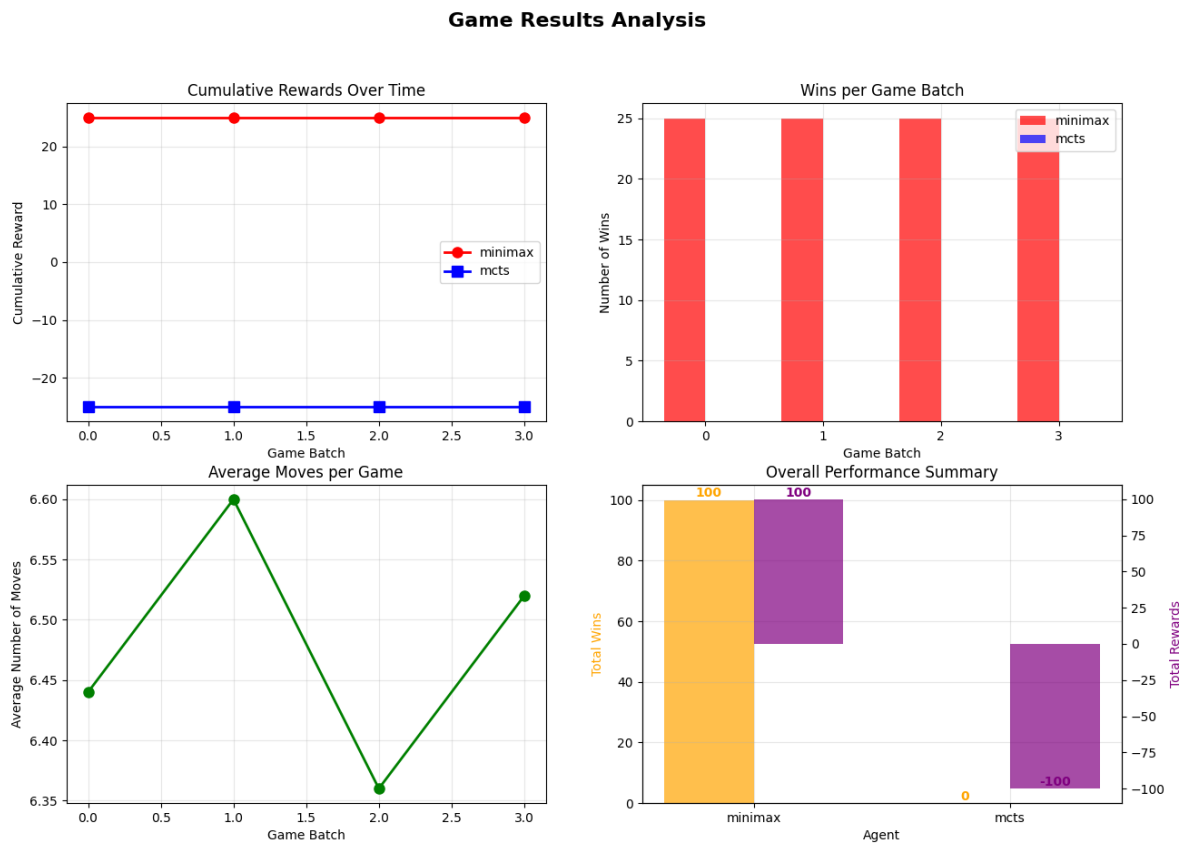 Game Results Analysis
Cumulative Rewards Over Time
Cumulative Reward
20
10
0
−10
−20
minimax
mcts
0.0 0.5 1.0 1.5 2.0 2.5 3.0
Game Batch
Wins per Game Batch
Number of Wins
25
20
15
10
5
0
minimax
mcts
0 1 2 3
Game Batch
Average Moves per Game
Average Number of Moves
6.60
6.55
6.50
6.45
6.40
6.35
0.0 0.5 1.0 1.5 2.0 2.5 3.0
Game Batch
Overall Performance Summary
Total Wins
100
80
60
40
20
0
100 100
0 -100
100
75
50
25
0
−25
−50
−75
−100
Total Rewards
minimax mcts
Agent